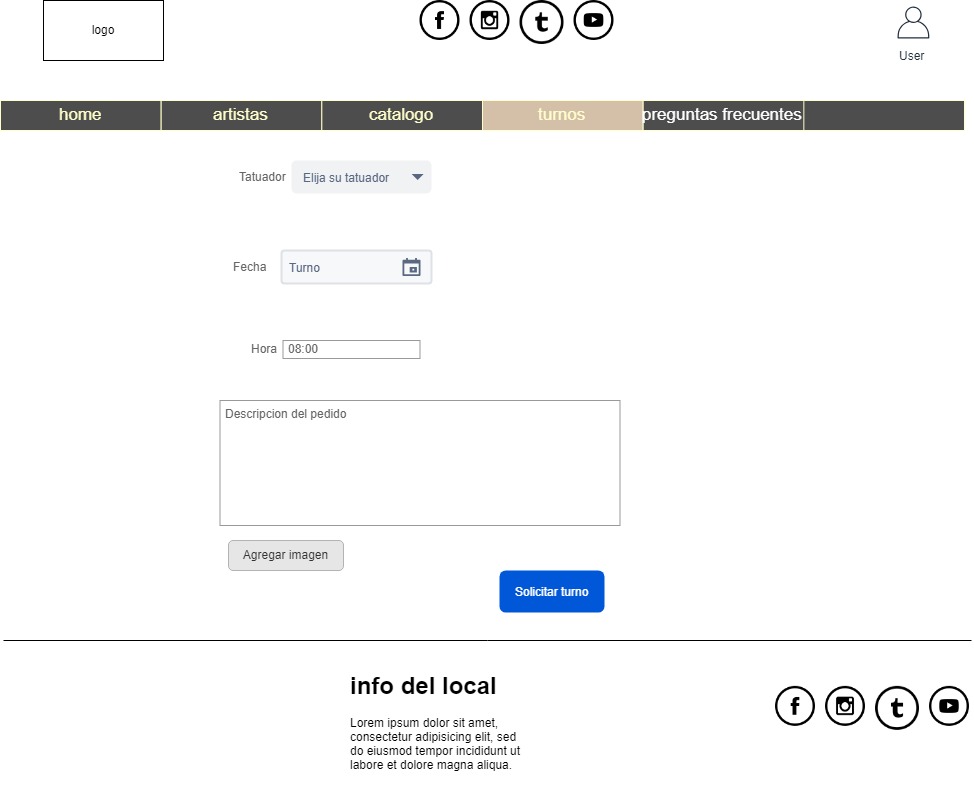 logo
User
home
artistas
catalogo
turnos
preguntas frecuentes
Tatuador
Elija su tatuador
Fecha
Turno
Hora
08:00
Descripcion del pedido
Agregar imagen
Solicitar turno
info del local
Lorem ipsum dolor sit amet,
consectetur adipisicing elit, sed
do eiusmod tempor incididunt ut
labore et dolore magna aliqua.